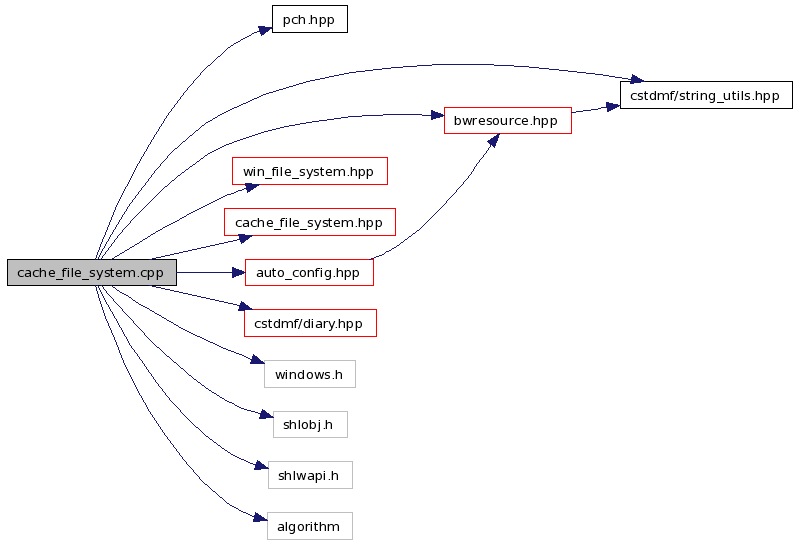 pch.hpp
cstdmf/string_utils.hpp
bwresource.hpp
win_file_system.hpp
cache_file_system.hpp
cache_file_system.cpp
auto_config.hpp
cstdmf/diary.hpp
windows.h
shlobj.h
shlwapi.h
algorithm